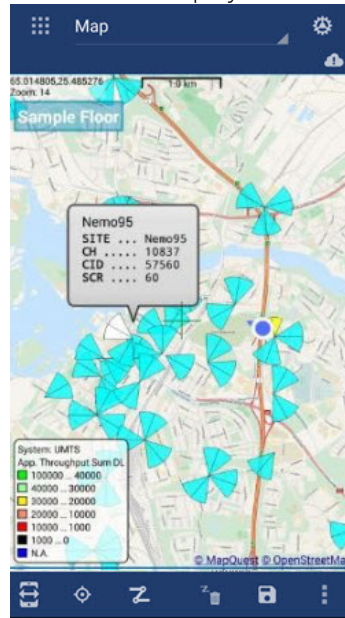 Map
65.014805,25.485276
Zoom: 14
1.0 km
Sample Floor
Nemo95
SITE ... Nemo95
CH ..... 10837
CID .... 57560
SCR .... 60
System: UMTS
App. Throughput Sum DL
100000 ... 40000
40000 ... 30000
30000 ... 20000
20000 ... 10000
10000 ... 1000
1000 ... 0
N.A.
© MapQuest © OpenStreetMa